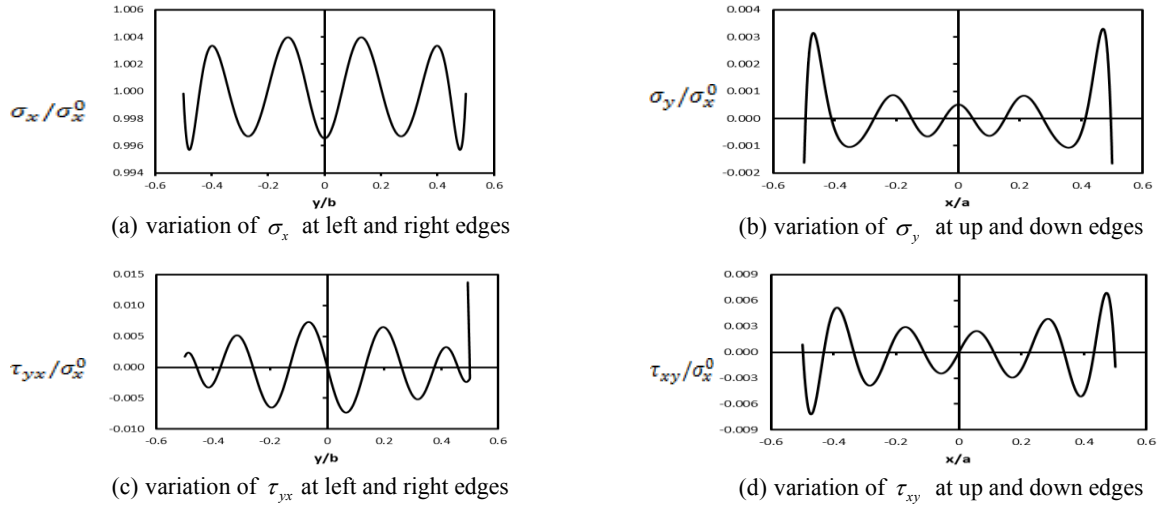 1.006
1.004
1.002
1.000
0.998
0.996
0.994
σₓ/σₓ⁰
-0.6 -0.4 -0.2 0 0.2 0.4 0.6
y/b
(a) variation of σₓ at left and right edges
0.004
0.003
0.002
0.001
0.000
-0.001
-0.002
σ_y/σₓ⁰
-0.6 -0.4 -0.2 0 0.2 0.4 0.6
x/a
(b) variation of σ_y at up and down edges
0.015
0.010
0.005
0.000
-0.005
-0.010
τ_yx/σₓ⁰
-0.6 -0.4 -0.2 0 0.2 0.4 0.6
y/b
(c) variation of τ_yx at left and right edges
0.009
0.006
0.003
0.000
-0.003
-0.006
-0.009
τ_xy/σₓ⁰
-0.6 -0.4 -0.2 0 0.2 0.4 0.6
x/a
(d) variation of τ_xy at up and down edges